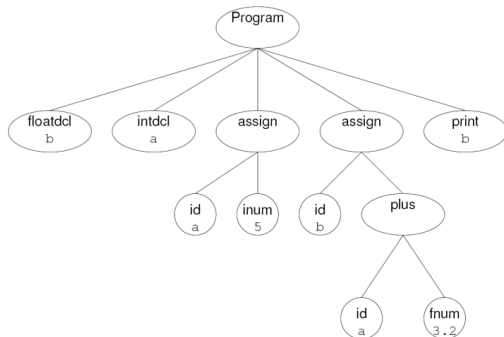 Program
floatdcl
b
intdcl
a
assign
assign
print
b
id
a
inum
5
id
b
plus
id
a
fnum
3.2